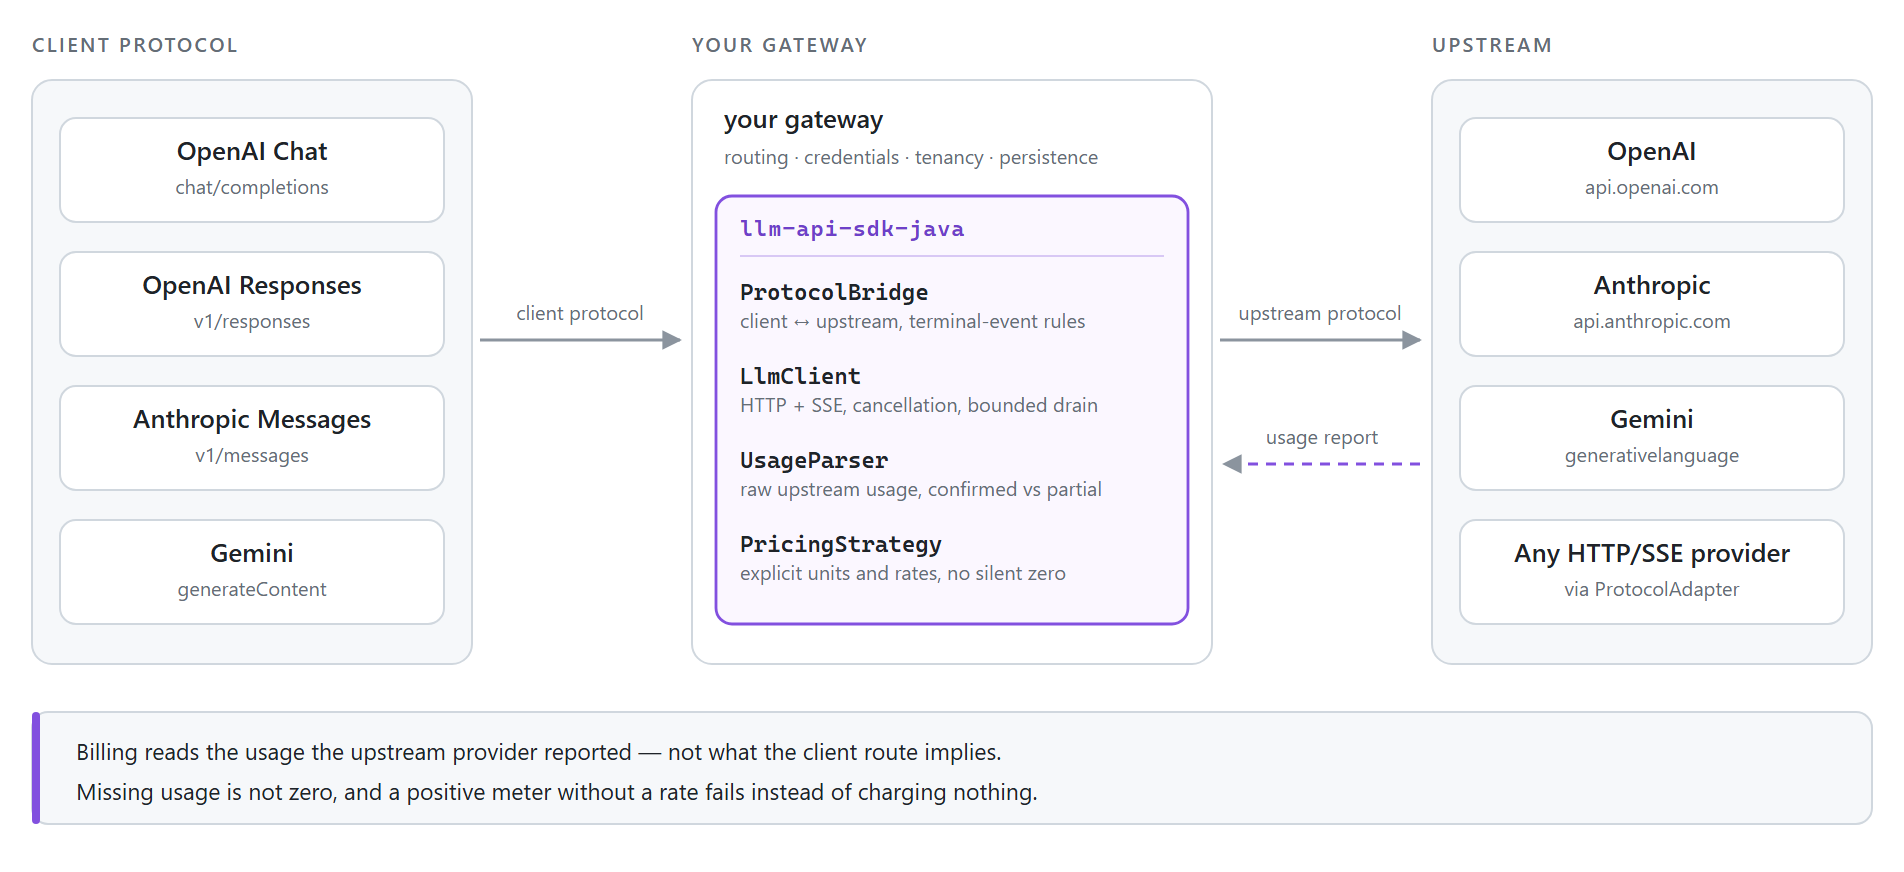 CLIENT PROTOCOL
OpenAI Chat
chat/completions
OpenAI Responses
v1/responses
Anthropic Messages
v1/messages
Gemini
generateContent
client protocol
YOUR GATEWAY
your gateway
routing · credentials · tenancy · persistence
llm-api-sdk-java
ProtocolBridge
client ↔ upstream, terminal-event rules
LlmClient
HTTP + SSE, cancellation, bounded drain
UsageParser
raw upstream usage, confirmed vs partial
PricingStrategy
explicit units and rates, no silent zero
upstream protocol
usage report
UPSTREAM
OpenAI
api.openai.com
Anthropic
api.anthropic.com
Gemini
generativelanguage
Any HTTP/SSE provider
via ProtocolAdapter
Billing reads the usage the upstream provider reported — not what the client route implies.
Missing usage is not zero, and a positive meter without a rate fails instead of charging nothing.